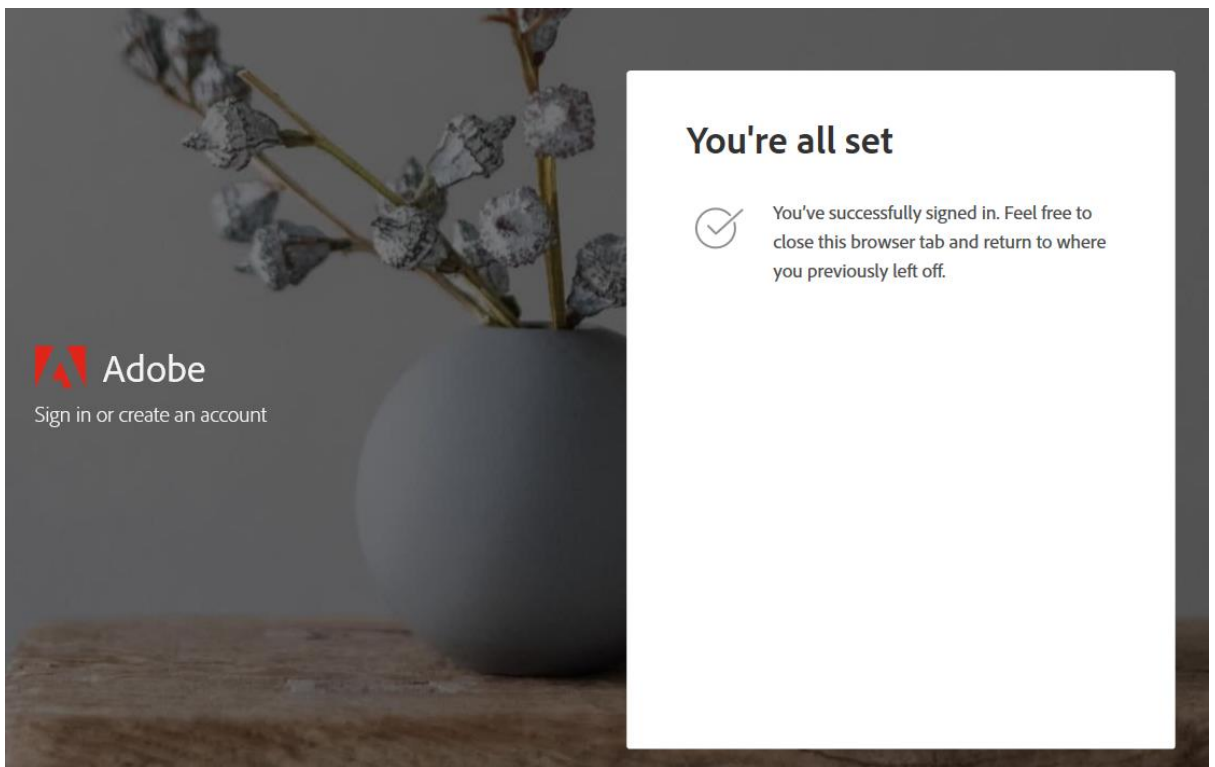 Adobe
Sign in or create an account
You're all set
You've successfully signed in. Feel free to
close this browser tab and return to where
you previously left off.